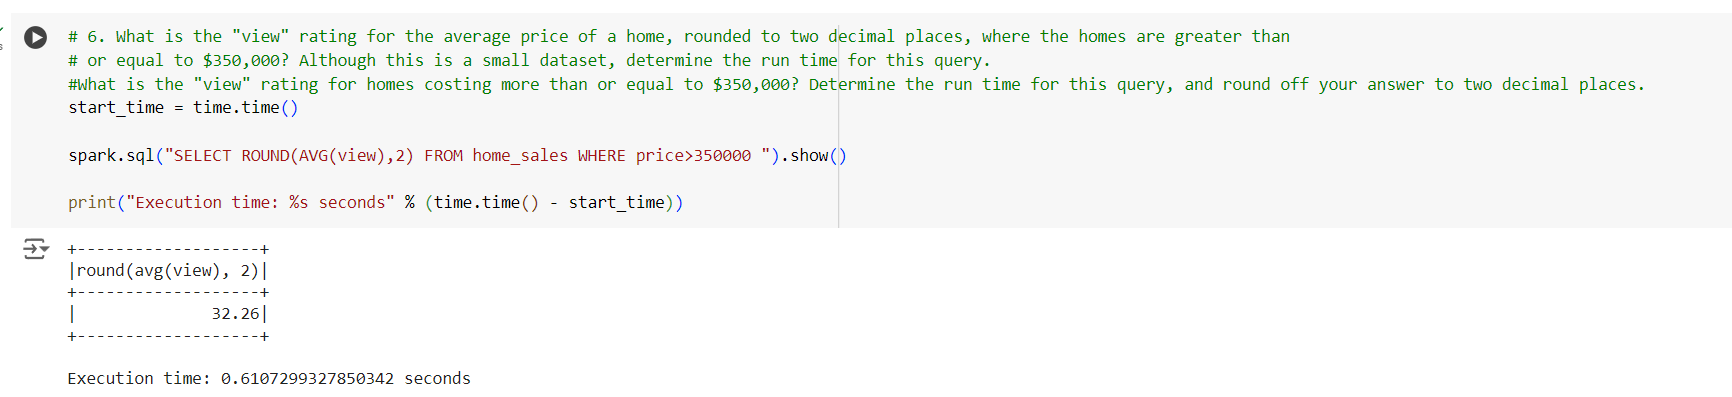 # 6. What is the "view" rating for the average price of a home, rounded to two decimal places, where the homes are greater than
# or equal to $350,000? Although this is a small dataset, determine the run time for this query.
#What is the "view" rating for homes costing more than or equal to $350,000? Determine the run time for this query, and round off your answer to two decimal places.
start_time = time.time()
spark.sql("SELECT ROUND(AVG(view),2) FROM home_sales WHERE price>350000 ").show()
print("Execution time: %s seconds" % (time.time() - start_time))
+-------------------+
|round(avg(view), 2)|
+-------------------+
|              32.26|
+-------------------+
Execution time: 0.6107299327850342 seconds